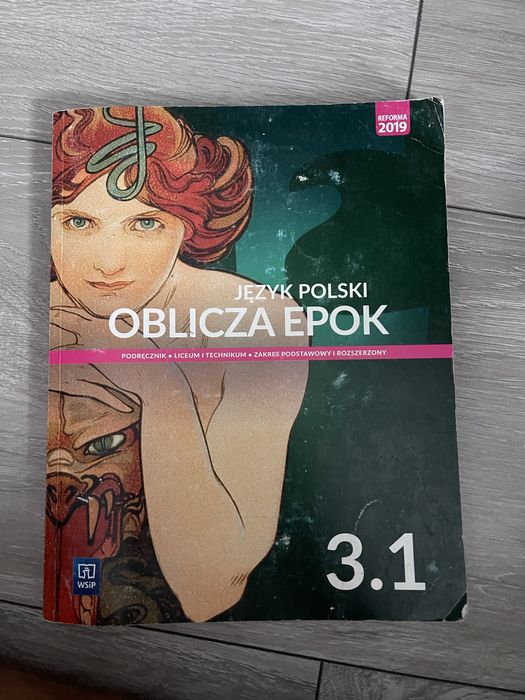 REFORMA
2019
JĘZYK POLSKI
OBLICZA EPOK
PODRĘCZNIK • LICEUM I TECHNIKUM • ZAKRES PODSTAWOWY I ROZSZERZONY
WSiP
3.1